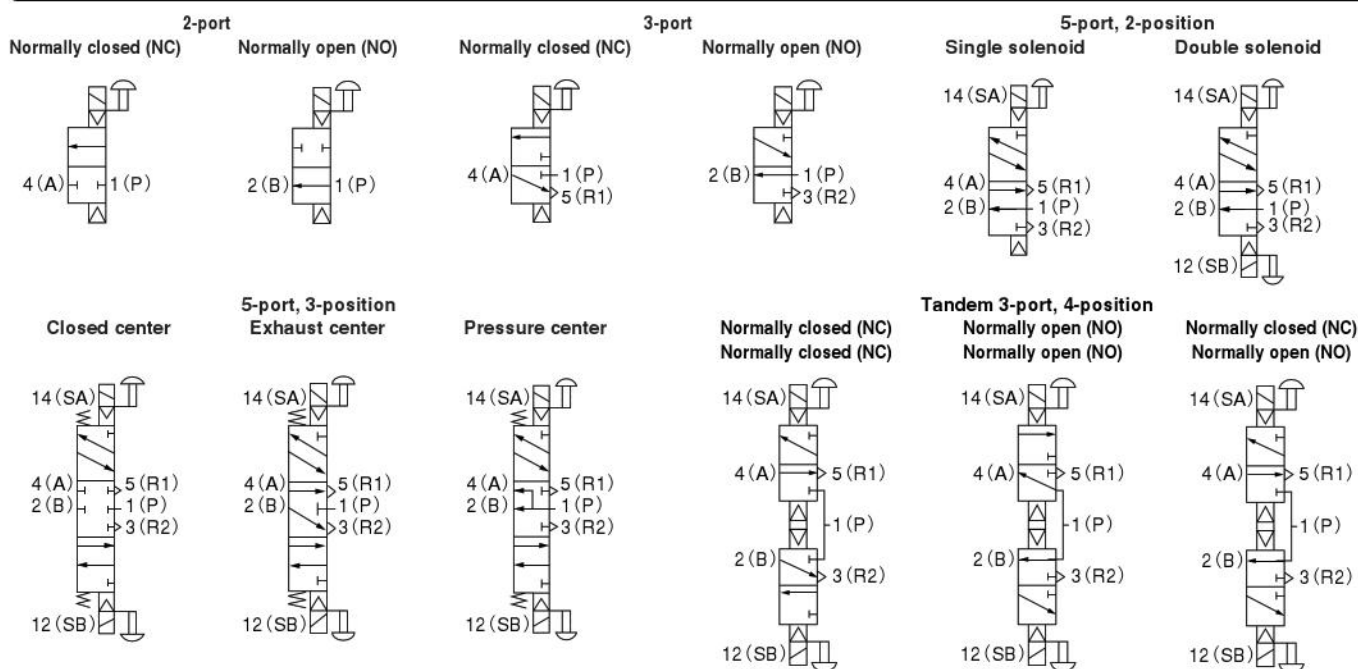 2-port
Normally closed (NC)
Normally open (NO)
4(A)
1(P)
2(B)
1(P)
3-port
Normally closed (NC)
Normally open (NO)
4(A)
1(P)
5(R1)
2(B)
1(P)
3(R2)
5-port, 2-position
Single solenoid
Double solenoid
14(SA)
4(A)
5(R1)
2(B)
1(P)
3(R2)
14(SA)
4(A)
5(R1)
2(B)
1(P)
3(R2)
12(SB)
5-port, 3-position
Closed center
Exhaust center
Pressure center
14(SA)
4(A)
5(R1)
2(B)
1(P)
3(R2)
12(SB)
14(SA)
4(A)
5(R1)
2(B)
1(P)
3(R2)
12(SB)
14(SA)
4(A)
5(R1)
2(B)
1(P)
3(R2)
12(SB)
Tandem 3-port, 4-position
Normally closed (NC)
Normally closed (NC)
Normally open (NO)
Normally open (NO)
Normally closed (NC)
Normally open (NO)
14(SA)
4(A)
5(R1)
1(P)
2(B)
3(R2)
12(SB)
14(SA)
4(A)
5(R1)
1(P)
2(B)
3(R2)
12(SB)
14(SA)
4(A)
5(R1)
1(P)
2(B)
3(R2)
12(SB)